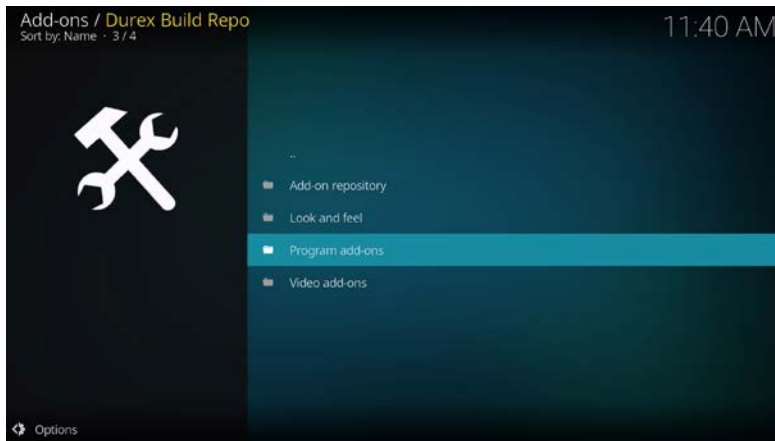 Add-ons / Durex Build Repo
Sort by: Name · 3 / 4
11:40 AM
..
Add-on repository
Look and feel
Program add-ons
Video add-ons
Options